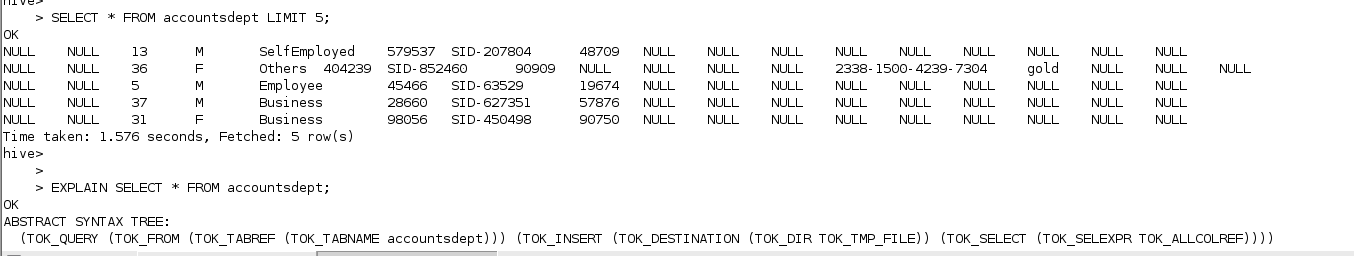 hive>
> SELECT * FROM accountsdept LIMIT 5;
OK
NULL NULL 13 M SelfEmployed 579537 SID-207804 48709 NULL NULL NULL NULL NULL NULL NULL NULL NULL
NULL NULL 36 F Others 404239 SID-852460 90909 NULL NULL NULL 2338-1500-4239-7304 gold NULL NULL NULL
NULL NULL 5 M Employee 45466 SID-63529 19674 NULL NULL NULL NULL NULL NULL NULL NULL NULL
NULL NULL 37 M Business 28660 SID-627351 57876 NULL NULL NULL NULL NULL NULL NULL NULL NULL
NULL NULL 31 F Business 98056 SID-450498 90750 NULL NULL NULL NULL NULL NULL NULL NULL NULL
Time taken: 1.576 seconds, Fetched: 5 row(s)
hive>
>
> EXPLAIN SELECT * FROM accountsdept;
OK
ABSTRACT SYNTAX TREE:
(TOK_QUERY (TOK_FROM (TOK_TABREF (TOK_TABNAME accountsdept))) (TOK_INSERT (TOK_DESTINATION (TOK_DIR TOK_TMP_FILE)) (TOK_SELECT (TOK_SELEXPR TOK_ALLCOLREF))))